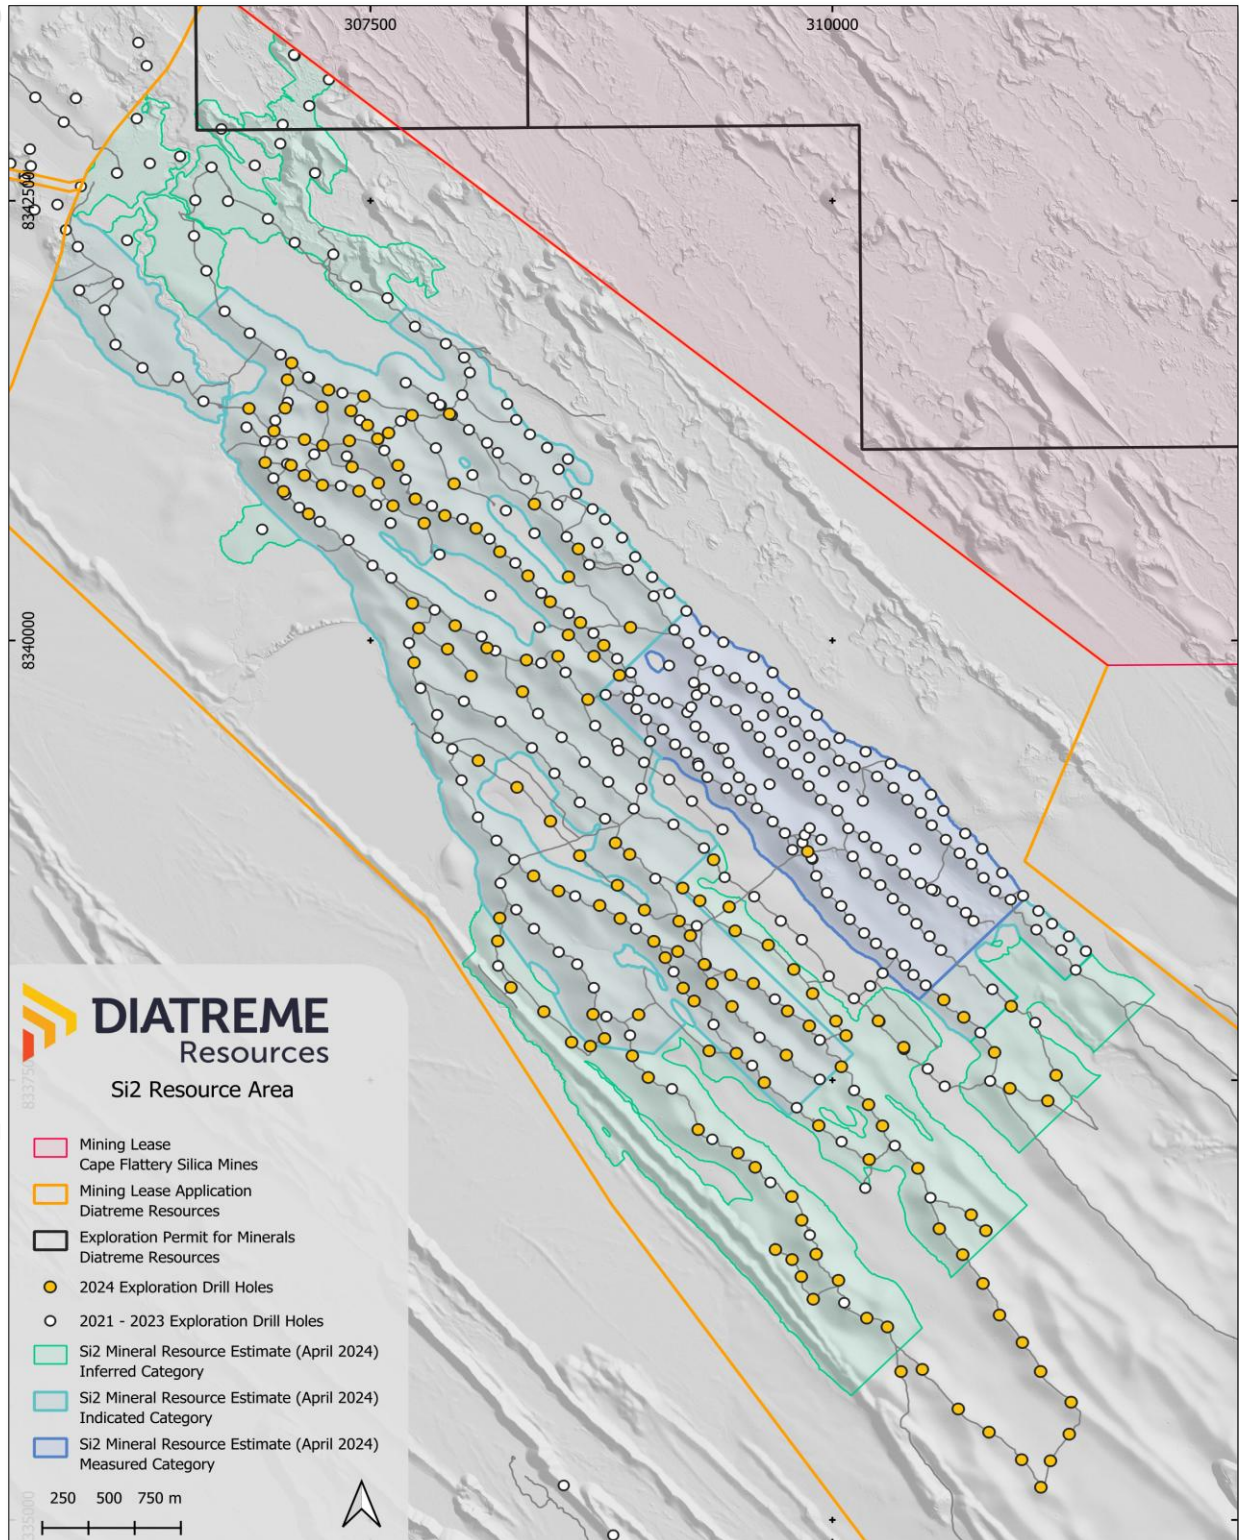 307500
310000
8342500
8340000
8337500
8335000
DIATREME
Resources
Si2 Resource Area
Mining Lease
Cape Flattery Silica Mines
Mining Lease Application
Diatreme Resources
Exploration Permit for Minerals
Diatreme Resources
2024 Exploration Drill Holes
2021 - 2023 Exploration Drill Holes
Si2 Mineral Resource Estimate (April 2024)
Inferred Category
Si2 Mineral Resource Estimate (April 2024)
Indicated Category
Si2 Mineral Resource Estimate (April 2024)
Measured Category
250 500 750 m